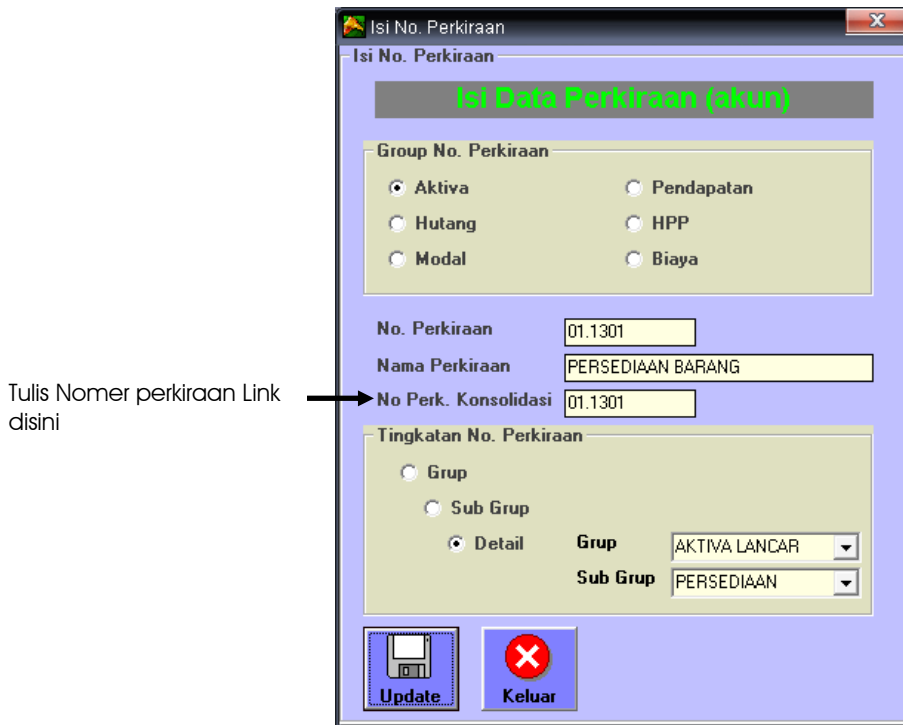 Isi No. Perkiraan
Isi No. Perkiraan
Isi Data Perkiraan (akun)
Group No. Perkiraan
Aktiva Pendapatan
Hutang HPP
Modal Biaya
No. Perkiraan 01.1301
Nama Perkiraan PERSEDIAAN BARANG
Tulis Nomer perkiraan Link
disini
No Perk. Konsolidasi 01.1301
Tingkatan No. Perkiraan
Grup
Sub Grup
Detail Grup AKTIVA LANCAR
Sub Grup PERSEDIAAN
Update Keluar